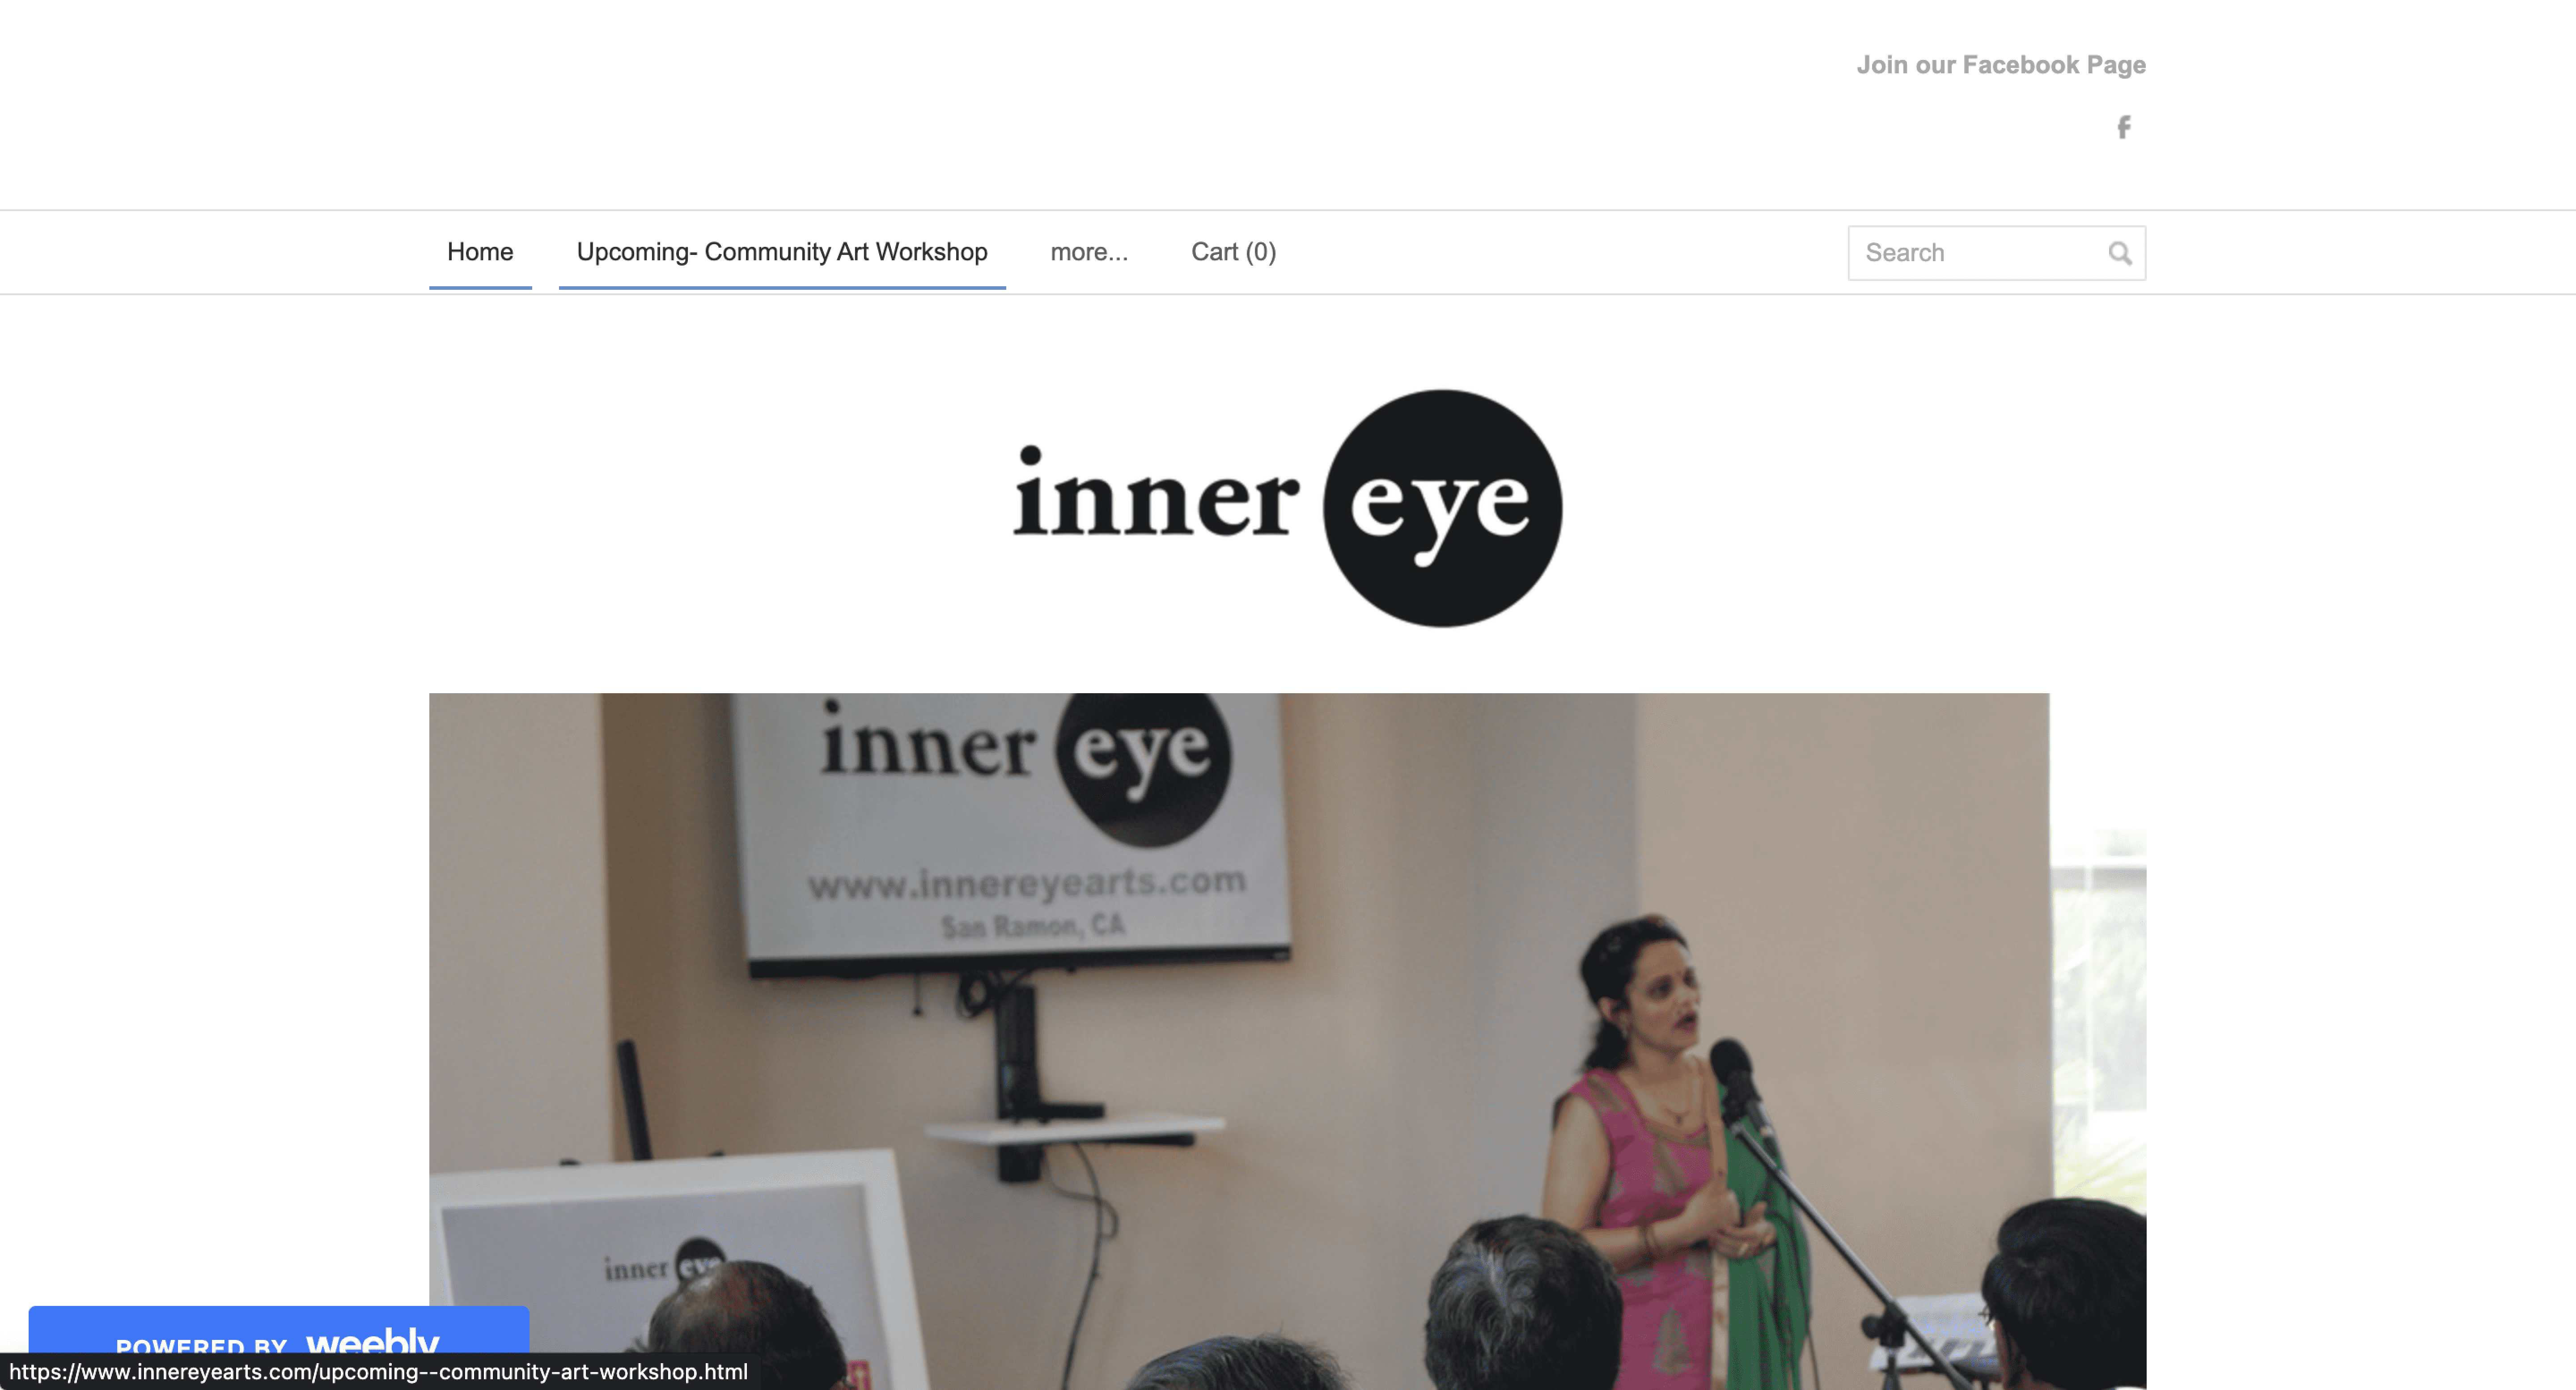 Join our Facebook Page
Home Upcoming- Community Art Workshop more... Cart (0) Search
inner eye
inner eye
www.innereyearts.com
San Ramon, CA
inner eye
POWERED BY weebly
https://www.innereyearts.com/upcoming--community-art-workshop.html